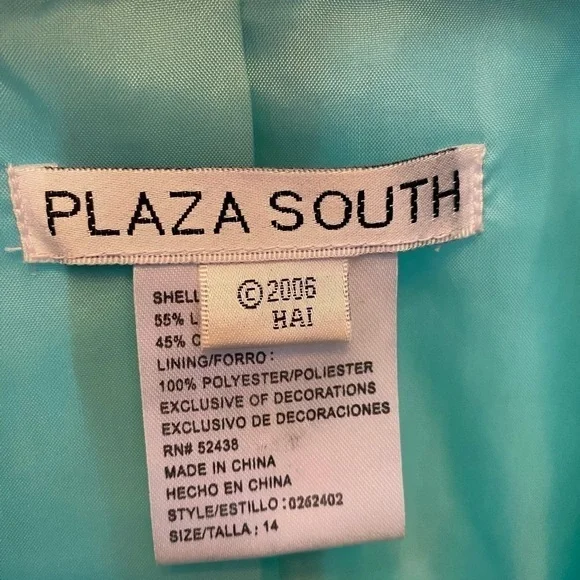 PLAZA SOUTH
© 2006
HAI
SHELL
55% L
45% C
LINING/FORRO:
100% POLYESTER/POLIESTER
EXCLUSIVE OF DECORATIONS
EXCLUSIVO DE DECORACIONES
RN# 52438
MADE IN CHINA
HECHO EN CHINA
STYLE/ESTILLO:0262402
SIZE/TALLA: 14